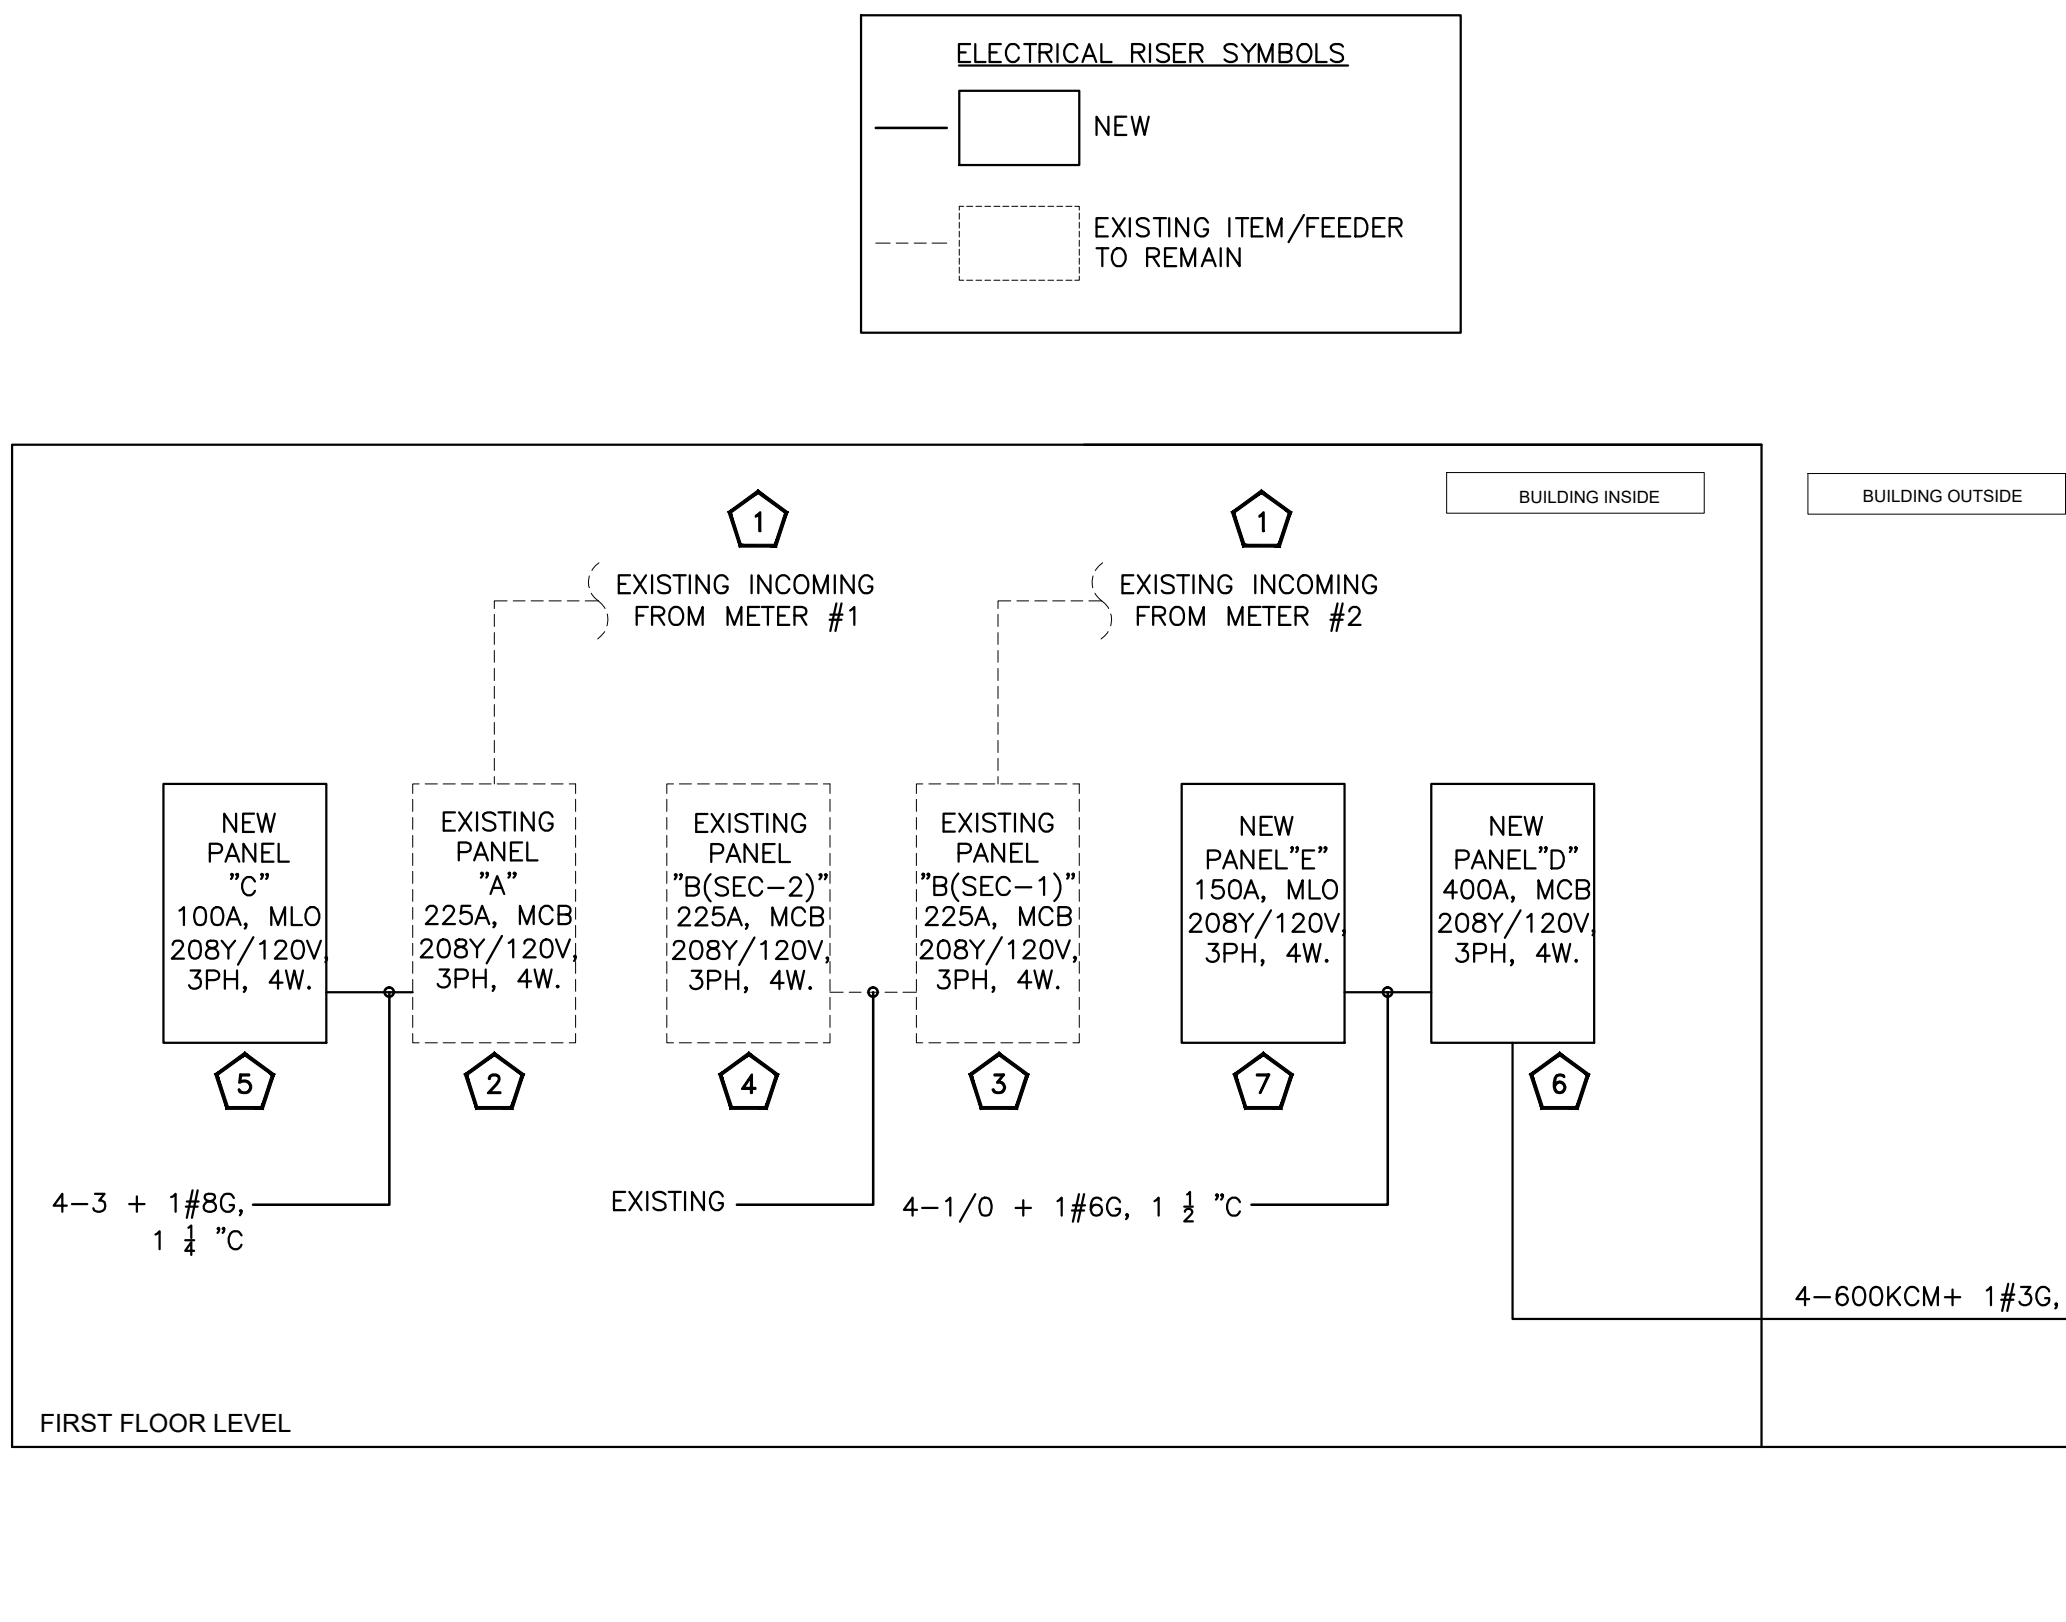 ELECTRICAL RISER SYMBOLS
NEW
EXISTING ITEM/FEEDER
TO REMAIN
BUILDING INSIDE
BUILDING OUTSIDE
1
EXISTING INCOMING
FROM METER #1
1
EXISTING INCOMING
FROM METER #2
NEW
PANEL
"C"
100A, MLO
208Y/120V,
3PH, 4W.
5
EXISTING
PANEL
"A"
225A, MCB
208Y/120V,
3PH, 4W.
2
EXISTING
PANEL
"B(SEC-2)"
225A, MCB
208Y/120V,
3PH, 4W.
4
EXISTING
PANEL
"B(SEC-1)"
225A, MCB
208Y/120V,
3PH, 4W.
3
NEW
PANEL"E"
150A, MLO
208Y/120V,
3PH, 4W.
7
NEW
PANEL"D"
400A, MCB
208Y/120V,
3PH, 4W.
6
4-3 + 1#8G,
1 1/4 "C
EXISTING
4-1/0 + 1#6G, 1 1/2 "C
4-600KCM+ 1#3G,
FIRST FLOOR LEVEL